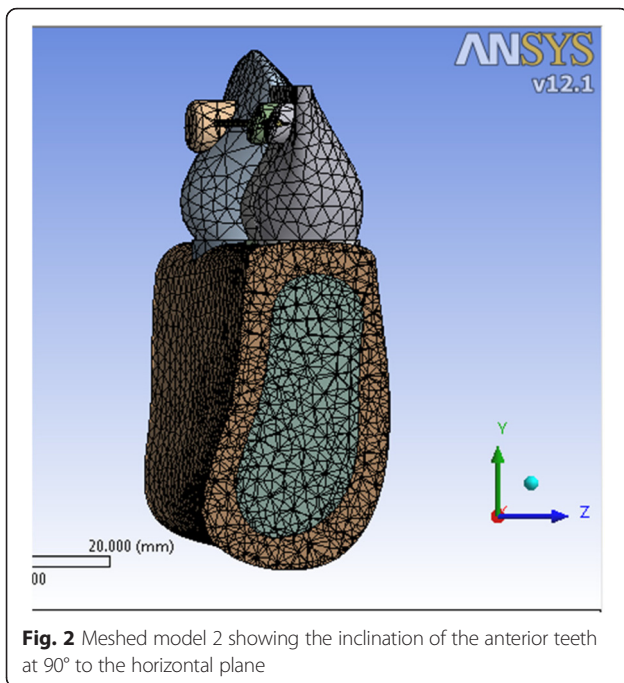 ANSYS
v12.1
Y
Z
20.000 (mm)
00
Fig. 2 Meshed model 2 showing the inclination of the anterior teeth
at 90° to the horizontal plane